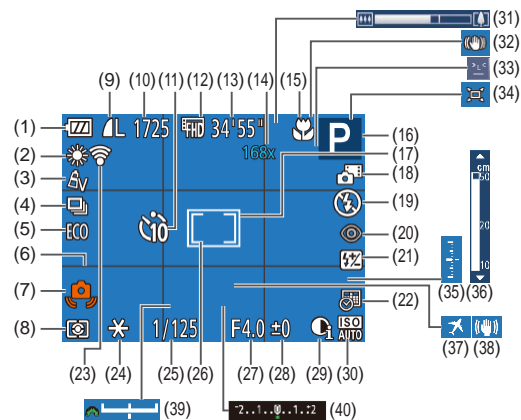 (31)
(32)
(9) (10) (11) (12) (13) (14) (15) (33)
(34)
(1) L 1725 FHD 34'55" P (16)
168x (17)
(2) (18)
(3) Av
(4) (19)
(5) ECO 10 (20)
(6) (21)
(7) (22)
(8) 1/125 F4.0 ±0 i ISO AUTO
cm
50
20
10
(35) (36)
(23) (24) (25) (26) (27) (28) (29) (30) (37) (38)
(39) -2..1..0..1..:2 (40)